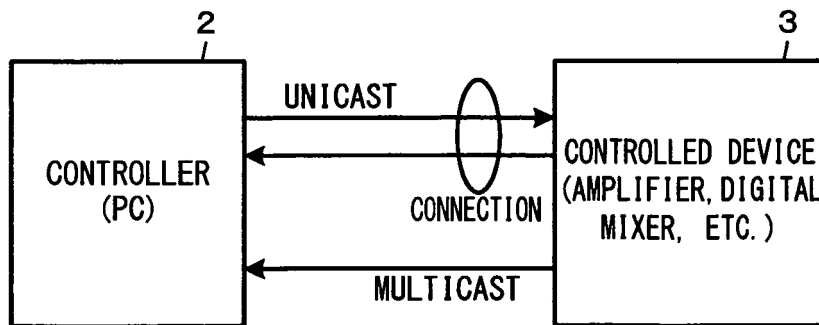 2
3
UNICAST
CONTROLLER
(PC)
CONNECTION
CONTROLLED DEVICE
(AMPLIFIER, DIGITAL
MIXER, ETC.)
MULTICAST